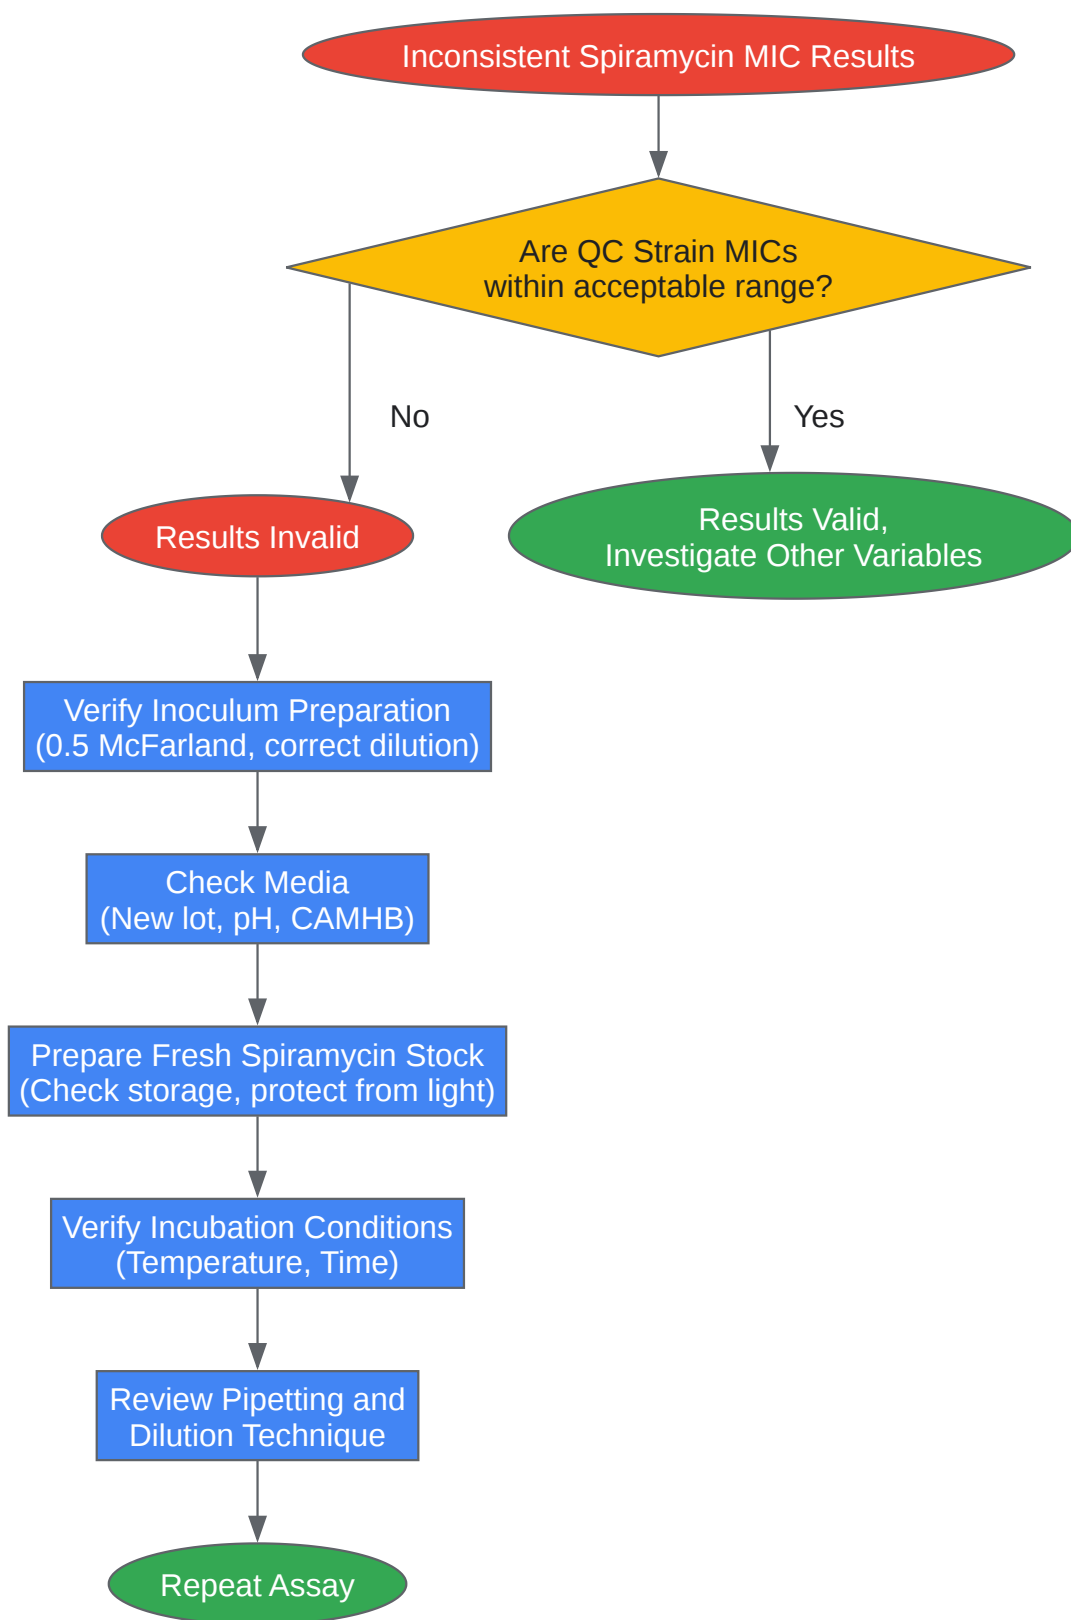 Inconsistent Spiramycin MIC Results
Are QC Strain MICs
within acceptable range?
No
Yes
Results Invalid
Results Valid,
Investigate Other Variables
Verify Inoculum Preparation
(0.5 McFarland, correct dilution)
Check Media
(New lot, pH, CAMHB)
Prepare Fresh Spiramycin Stock
(Check storage, protect from light)
Verify Incubation Conditions
(Temperature, Time)
Review Pipetting and
Dilution Technique
Repeat Assay